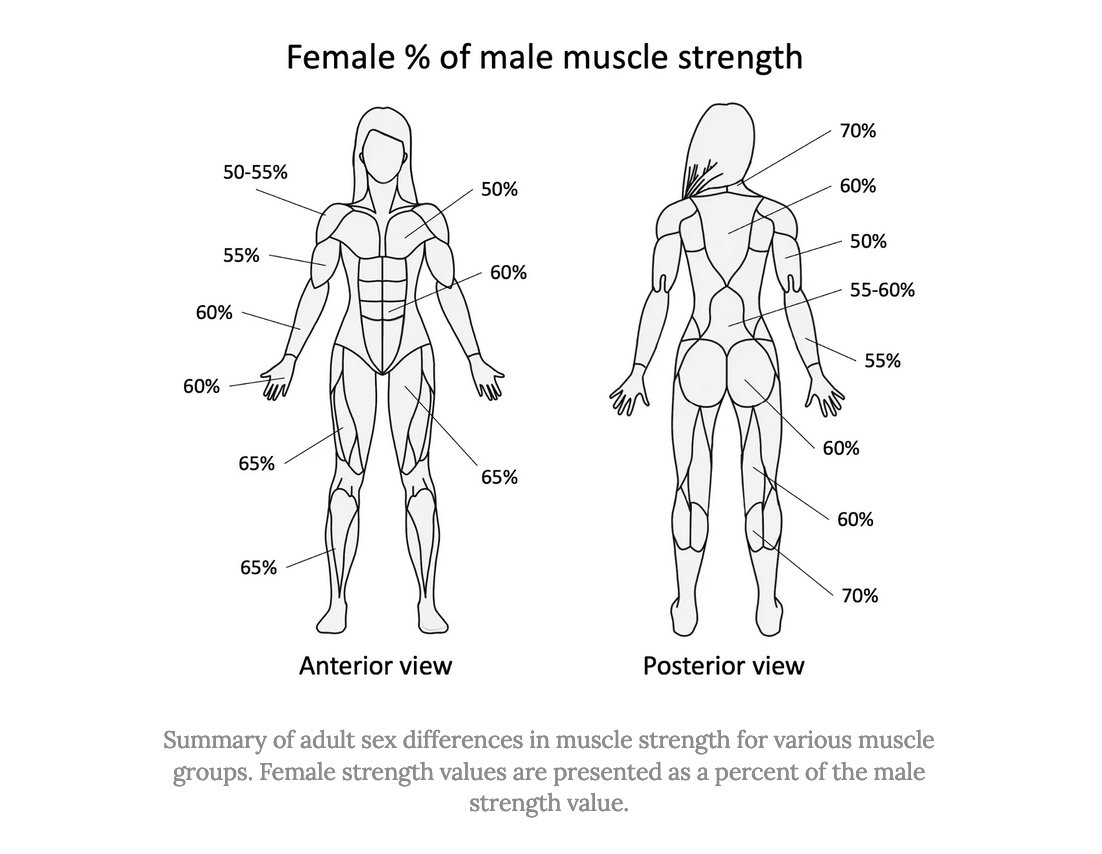 Female % of male muscle strength
50-55%
50%
55%
60%
60%
60%
65%
65%
65%
Anterior view
70%
60%
50%
55-60%
55%
60%
60%
70%
Posterior view
Summary of adult sex differences in muscle strength for various muscle
groups. Female strength values are presented as a percent of the male
strength value.